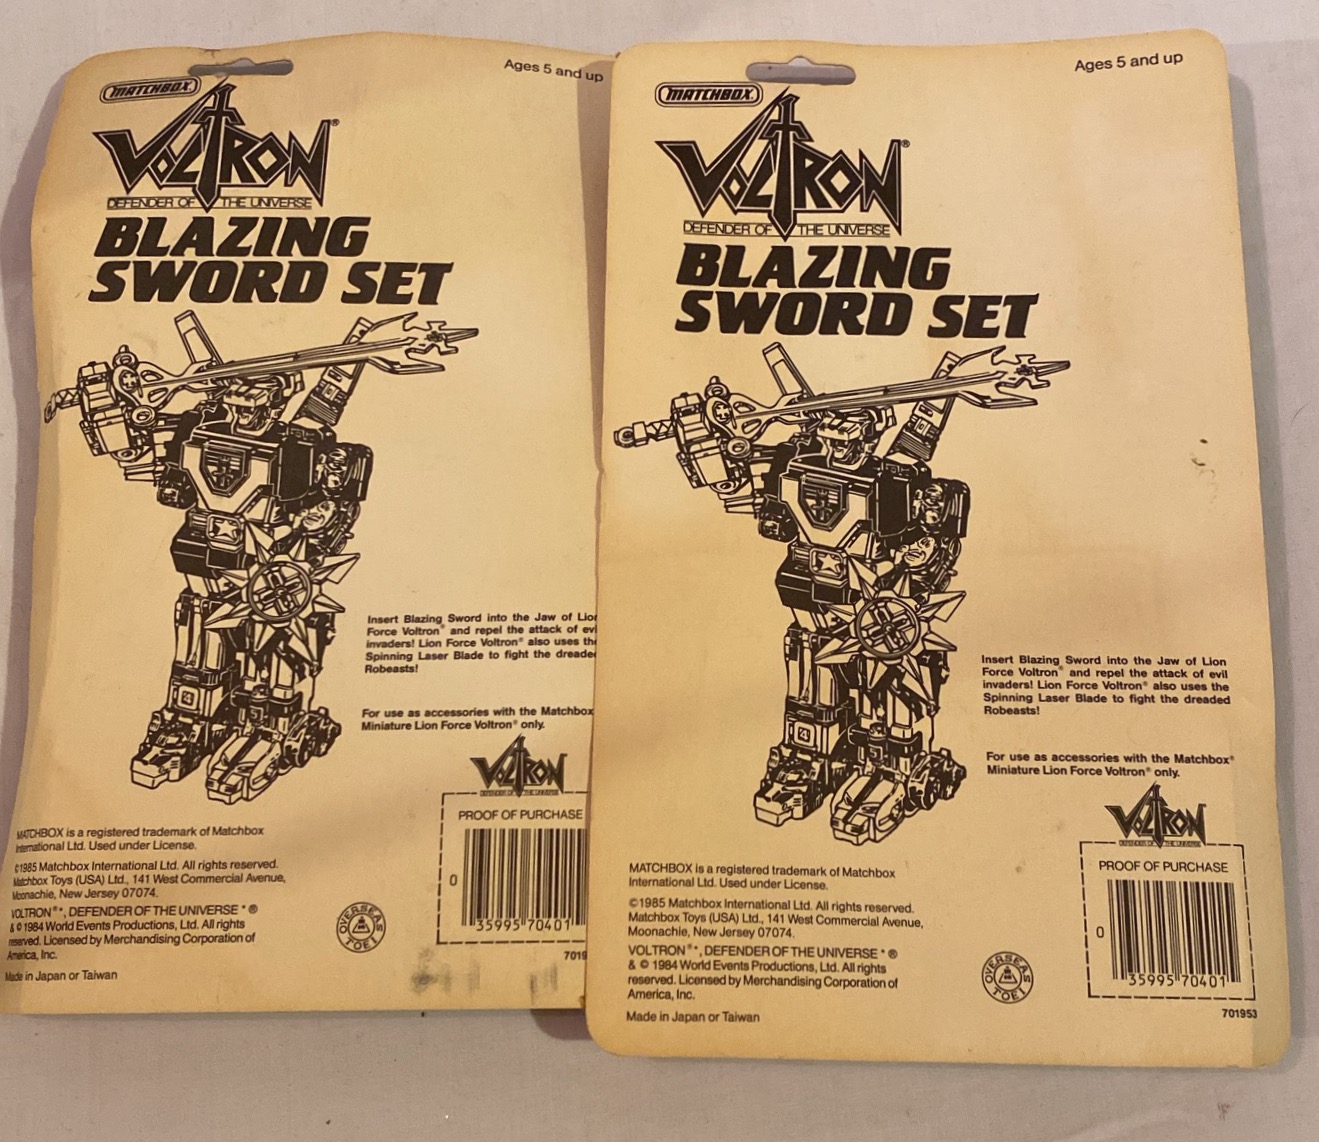 MATCHBOX
Ages 5 and up
VOLTRON®
DEFENDER OF THE UNIVERSE
BLAZING
SWORD SET
Insert Blazing Sword into the Jaw of Lion
Force Voltron® and repel the attack of evi
invaders! Lion Force Voltron® also uses the
Spinning Laser Blade to fight the dreade
Robeasts!
For use as accessories with the Matchbox
Miniature Lion Force Voltron® only.
VOLTRON
DEFENDER OF THE UNIVERSE
PROOF OF PURCHASE
0
35995 70401
7019
MATCHBOX is a registered trademark of Matchbox
International Ltd. Used under License.
©1985 Matchbox International Ltd. All rights reserved.
Matchbox Toys (USA) Ltd., 141 West Commercial Avenue,
Moonachie, New Jersey 07074.
VOLTRON®*, DEFENDER OF THE UNIVERSE * ®
& © 1984 World Events Productions, Ltd. All rights
reserved. Licensed by Merchandising Corporation of
America, Inc.
Made in Japan or Taiwan
OVERSEAS
TOEI
MATCHBOX
Ages 5 and up
VOLTRON®
DEFENDER OF THE UNIVERSE
BLAZING
SWORD SET
Insert Blazing Sword into the Jaw of Lion
Force Voltron® and repel the attack of evil
invaders! Lion Force Voltron® also uses the
Spinning Laser Blade to fight the dreaded
Robeasts!
For use as accessories with the Matchbox®
Miniature Lion Force Voltron® only.
VOLTRON
DEFENDER OF THE UNIVERSE
PROOF OF PURCHASE
0
35995 70401
701953
MATCHBOX is a registered trademark of Matchbox
International Ltd. Used under License.
©1985 Matchbox International Ltd. All rights reserved.
Matchbox Toys (USA) Ltd., 141 West Commercial Avenue,
Moonachie, New Jersey 07074.
VOLTRON®*, DEFENDER OF THE UNIVERSE * ®
& © 1984 World Events Productions, Ltd. All rights
reserved. Licensed by Merchandising Corporation of
America, Inc.
Made in Japan or Taiwan
OVERSEAS
TOEI